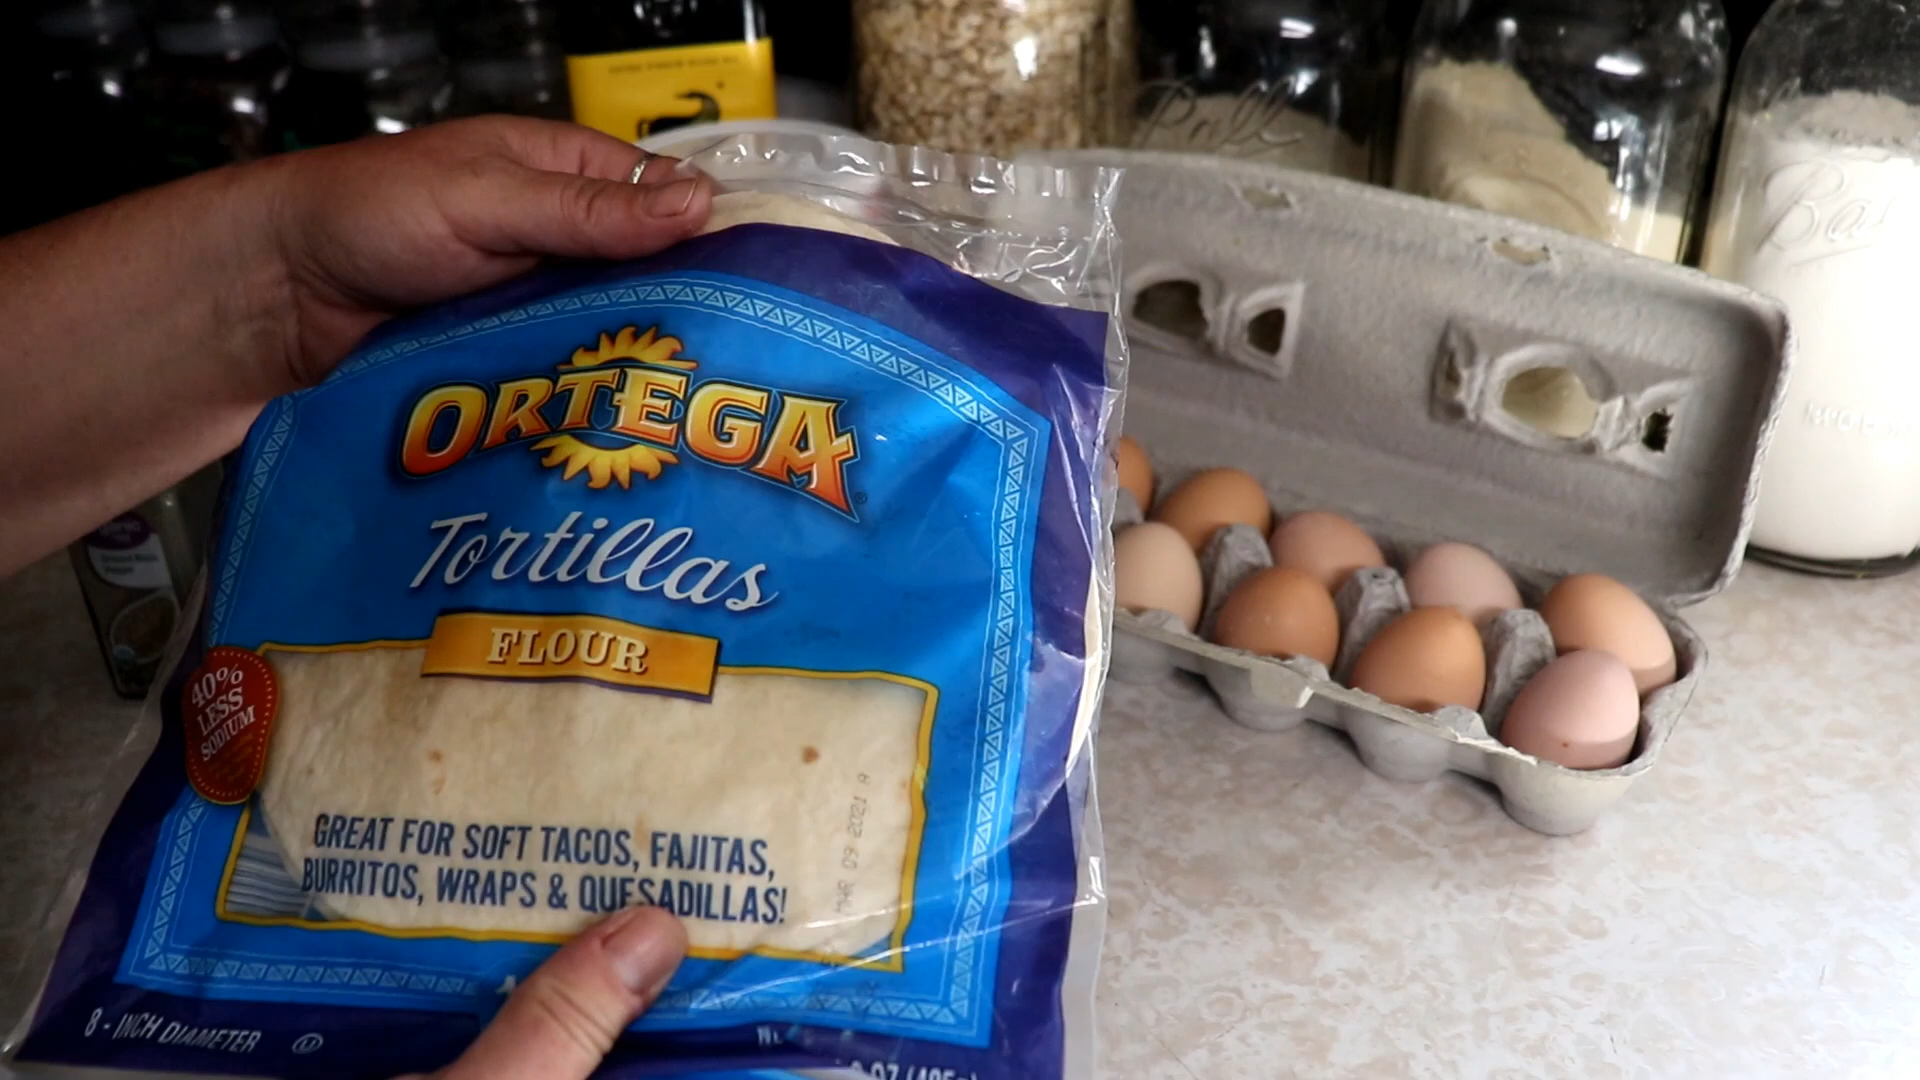 ORTEGA®
Tortillas
FLOUR
40%
LESS
SODIUM
GREAT FOR SOFT TACOS, FAJITAS,
BURRITOS, WRAPS & QUESADILLAS!
MAR 09 2021 A
8 - INCH DIAMETER
Ball
Ba